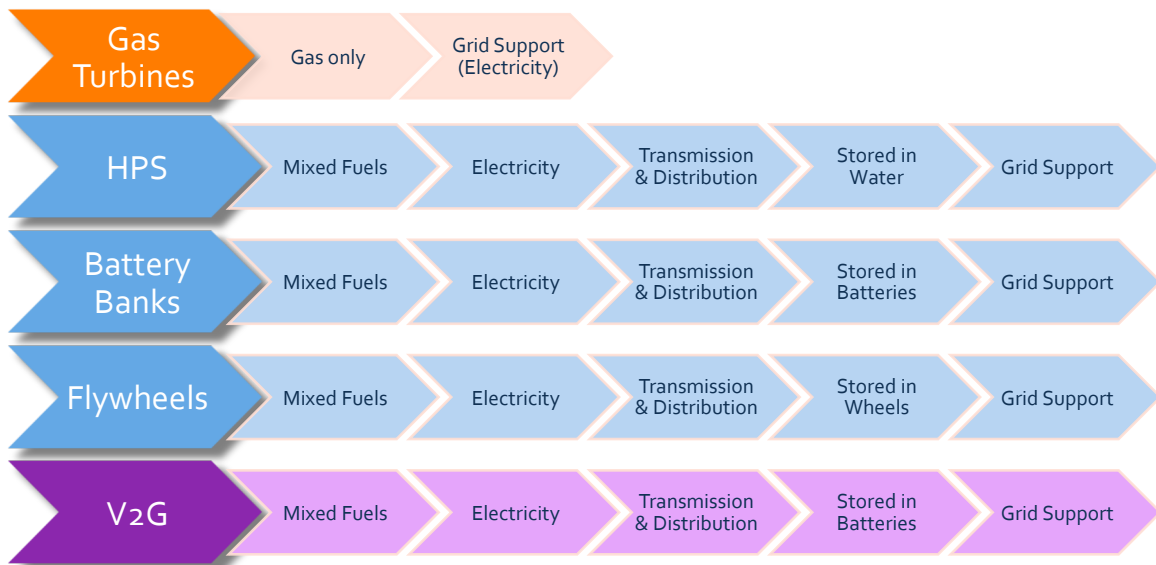 Gas
Turbines
Gas only
Grid Support
(Electricity)
HPS
Mixed Fuels
Electricity
Transmission
& Distribution
Stored in
Water
Grid Support
Battery
Banks
Mixed Fuels
Electricity
Transmission
& Distribution
Stored in
Batteries
Grid Support
Flywheels
Mixed Fuels
Electricity
Transmission
& Distribution
Stored in
Wheels
Grid Support
V2G
Mixed Fuels
Electricity
Transmission
& Distribution
Stored in
Batteries
Grid Support